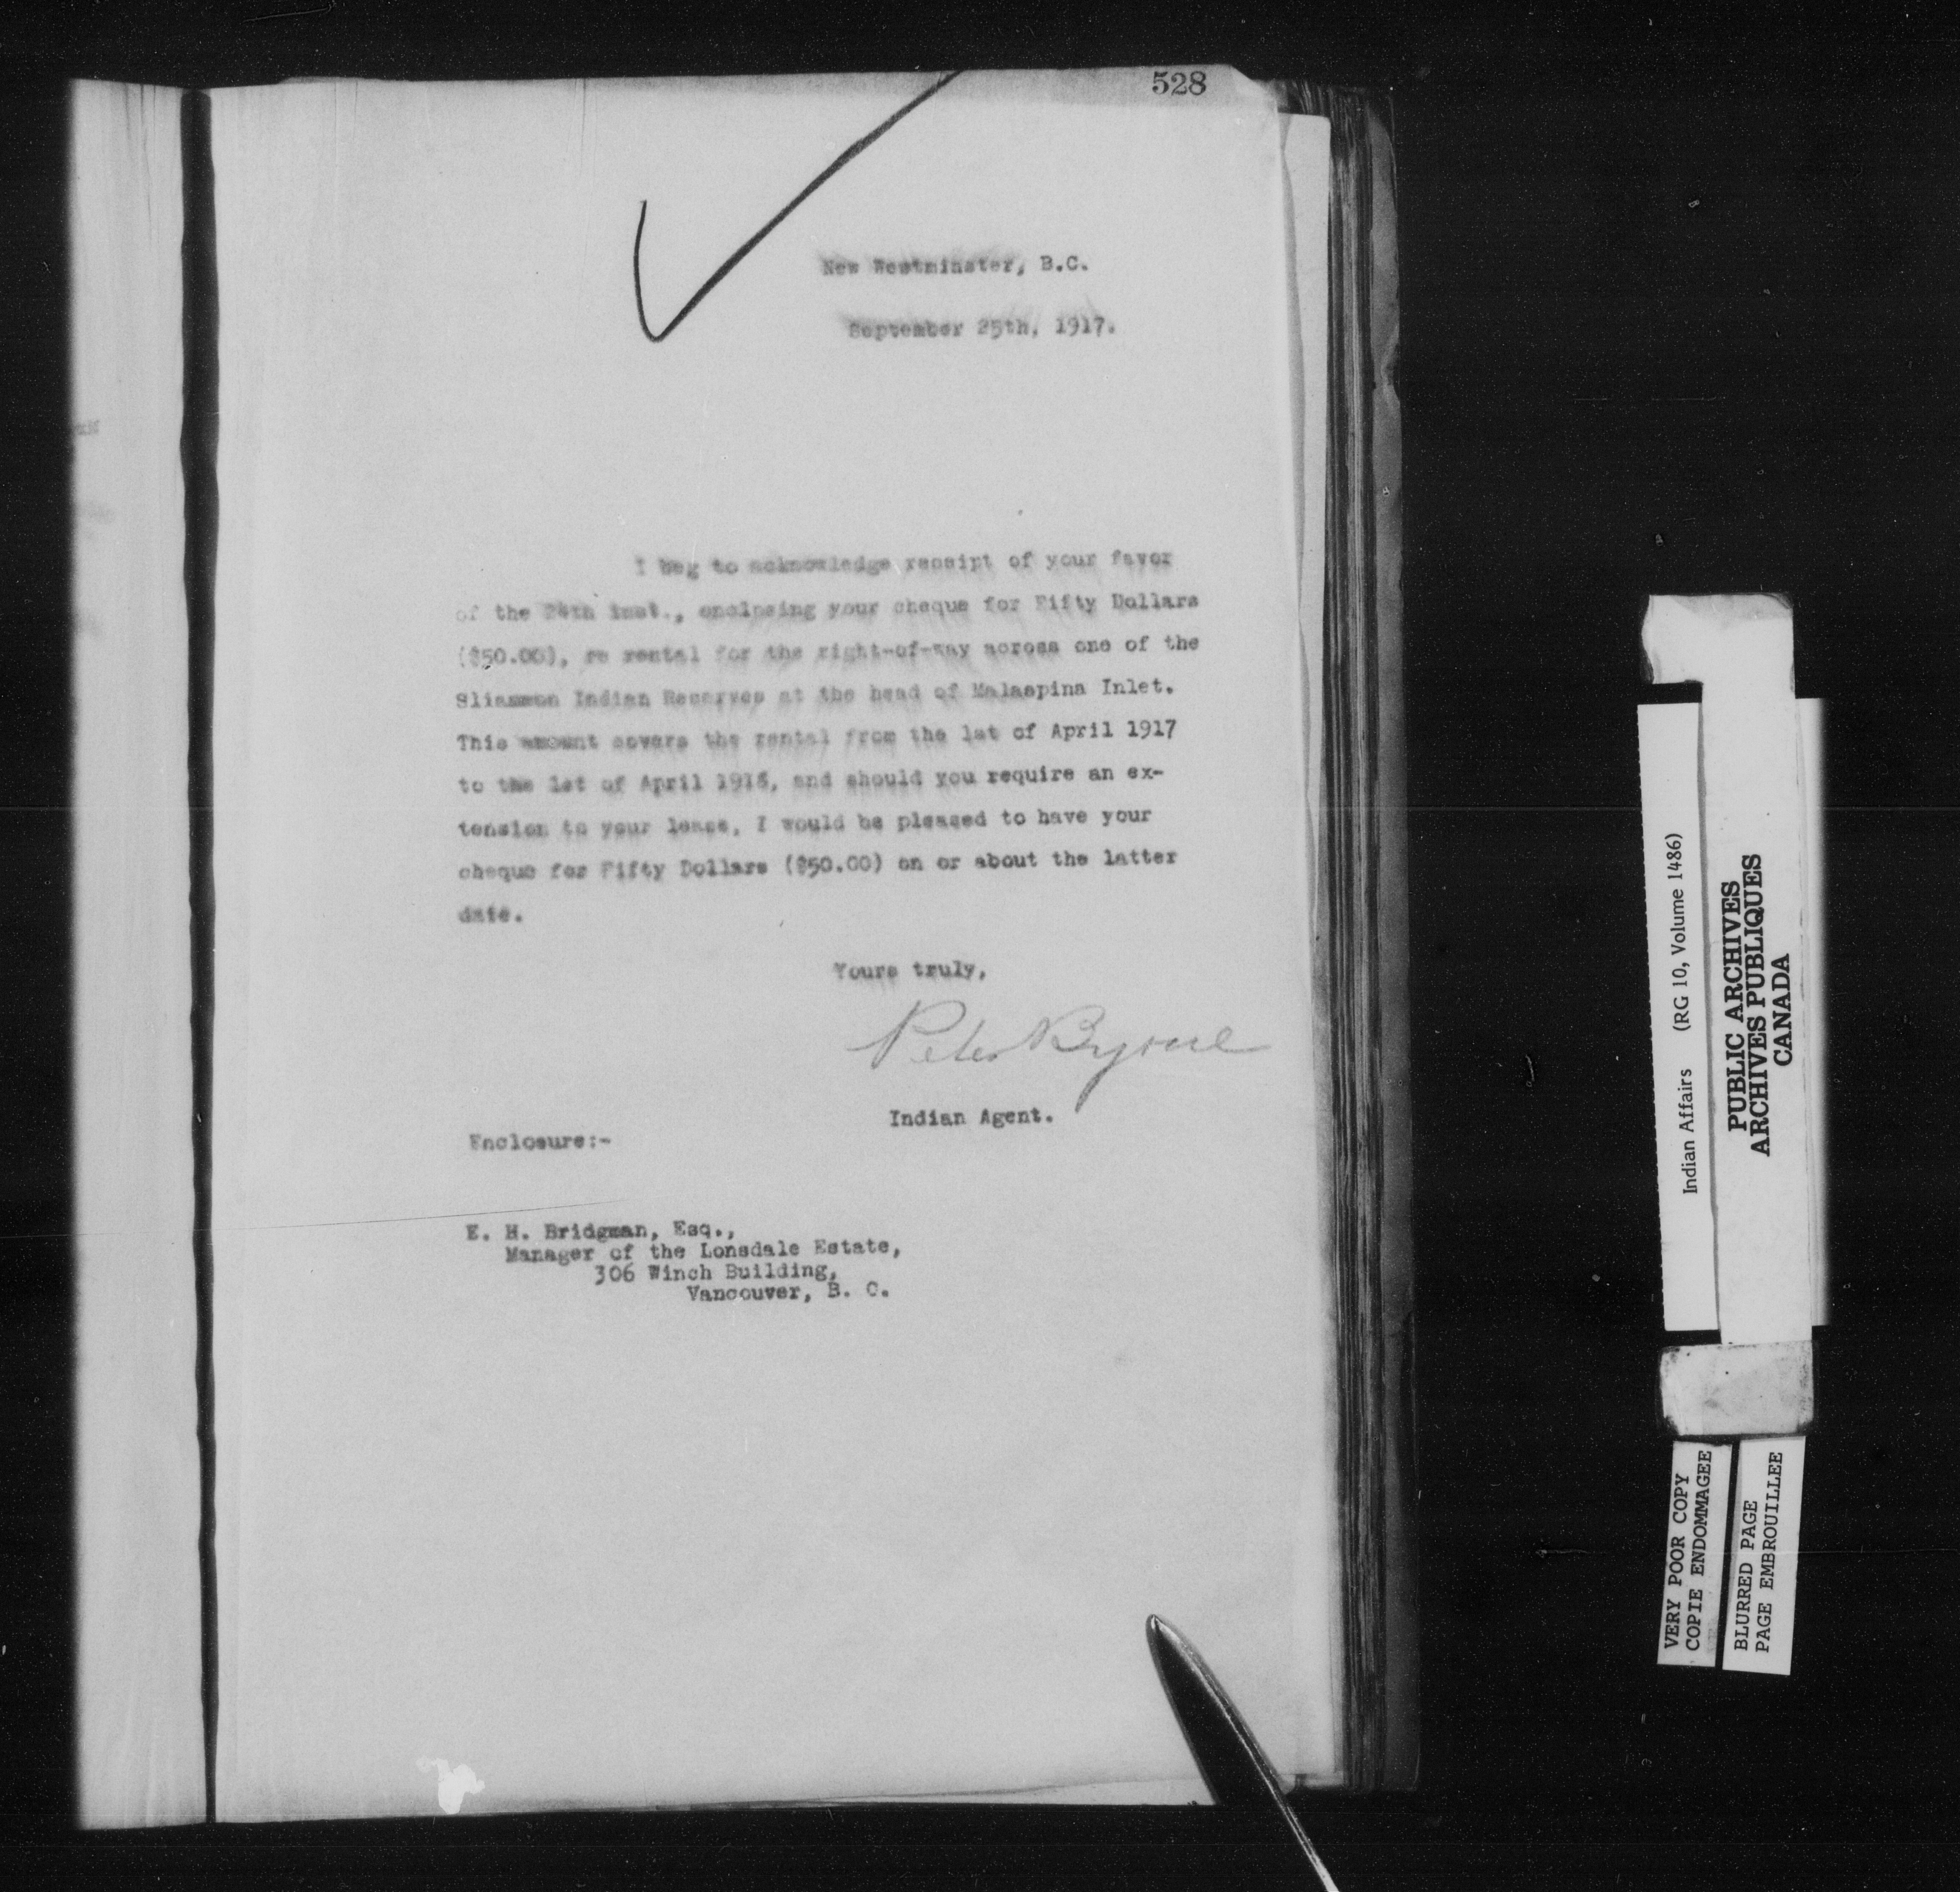 528
New Westminster, B.C.
September 25th, 1917.
I beg to acknowledge receipt of your favor
of the 24th inst., enclosing your cheque for Fifty Dollars
($50.00), re rental for the right-of-way across one of the
Sliammon Indian Reserves at the head of Malaspina Inlet.
This amount covers the rental from the 1st of April 1917
to the 1st of April 1918, and should you require an ex-
tension to your lease, I would be pleased to have your
cheque for Fifty Dollars ($50.00) on or about the latter
date.
Yours truly,
Peter Byrne
Indian Agent.
Enclosure:-
E. H. Bridgman, Esq.,
Manager of the Lonsdale Estate,
306 Winch Building,
Vancouver, B. C.
Indian Affairs (RG 10, Volume 1486)
PUBLIC ARCHIVES
ARCHIVES PUBLIQUES
CANADA
VERY POOR COPY
COPIE ENDOMMAGEE
BLURRED PAGE
PAGE EMBROUILLEE